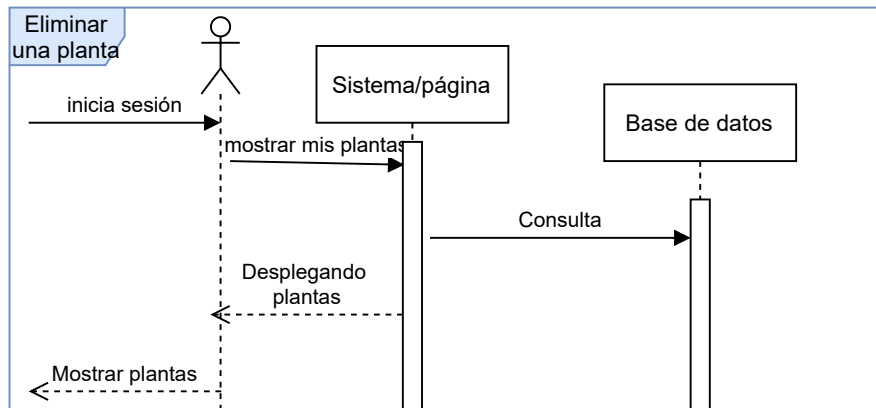 Eliminar
una planta
Sistema/página
Base de datos
inicia sesión
mostrar mis plantas
Consulta
Desplegando
plantas
Mostrar plantas